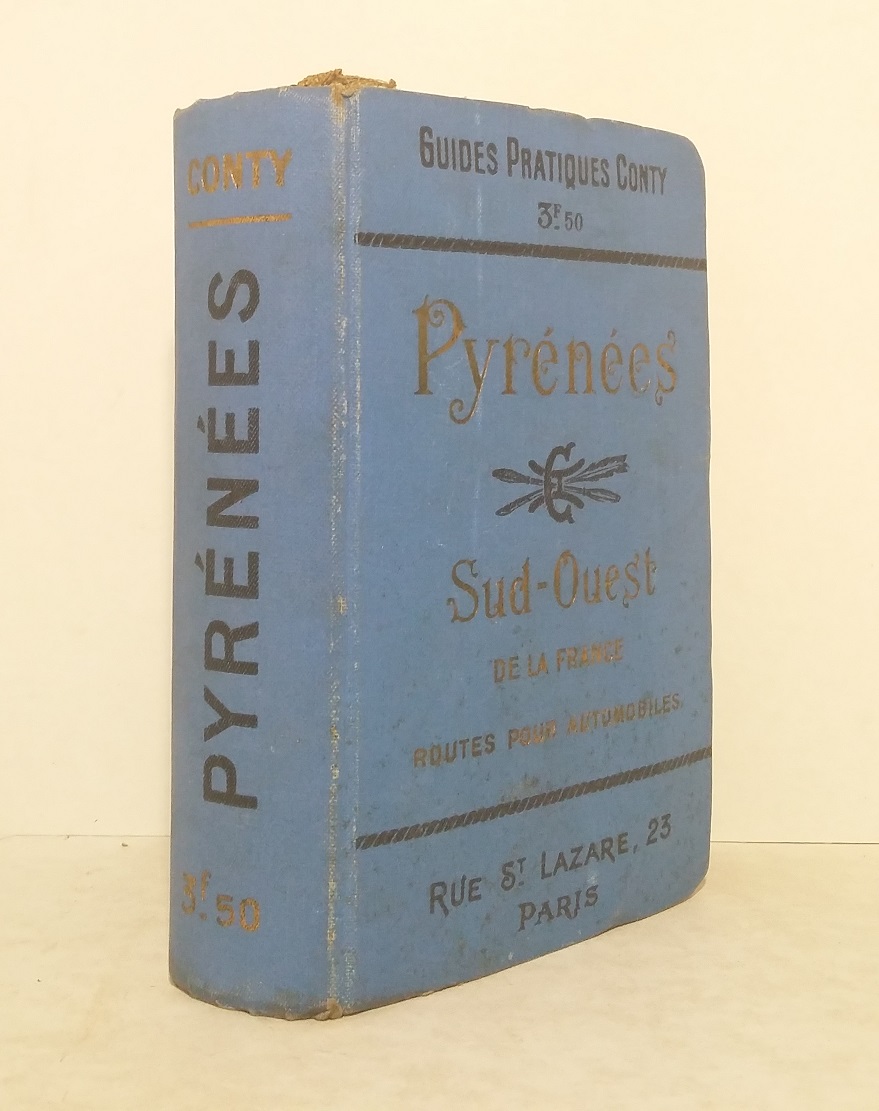 CONTY
PYRÉNÉES
3F.50
GUIDES PRATIQUES CONTY
3F.50
Pyrénées
GC
Sud-Ouest
DE LA FRANCE
ROUTES POUR AUTOMOBILES
RUE ST LAZARE, 23
PARIS